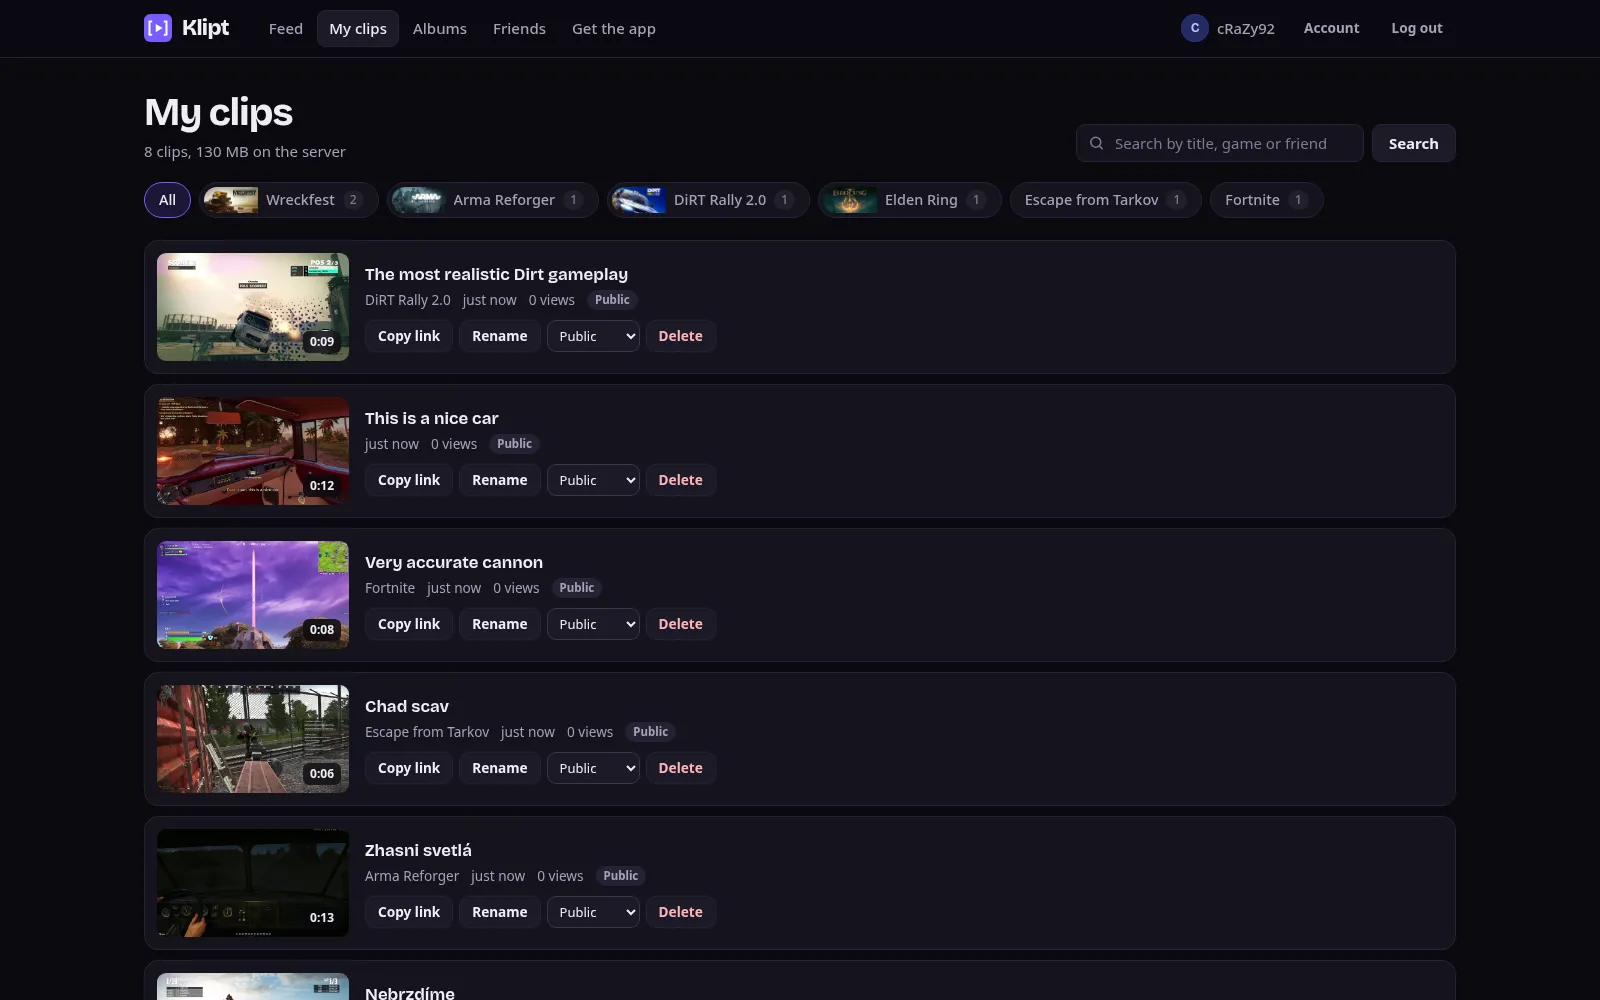 Klipt Feed My clips Albums Friends Get the app C cRaZy92 Account Log out
My clips
8 clips, 130 MB on the server
Search by title, game or friend Search
All Wreckfest 2 Arma Reforger 1 DiRT Rally 2.0 1 Elden Ring 1 Escape from Tarkov 1 Fortnite 1
The most realistic Dirt gameplay
DiRT Rally 2.0 just now 0 views Public
Copy link Rename Public Delete
0:09
This is a nice car
just now 0 views Public
Copy link Rename Public Delete
0:12
Very accurate cannon
Fortnite just now 0 views Public
Copy link Rename Public Delete
0:08
Chad scav
Escape from Tarkov just now 0 views Public
Copy link Rename Public Delete
0:06
Zhasni svetlá
Arma Reforger just now 0 views Public
Copy link Rename Public Delete
0:13
Nebrzdíme